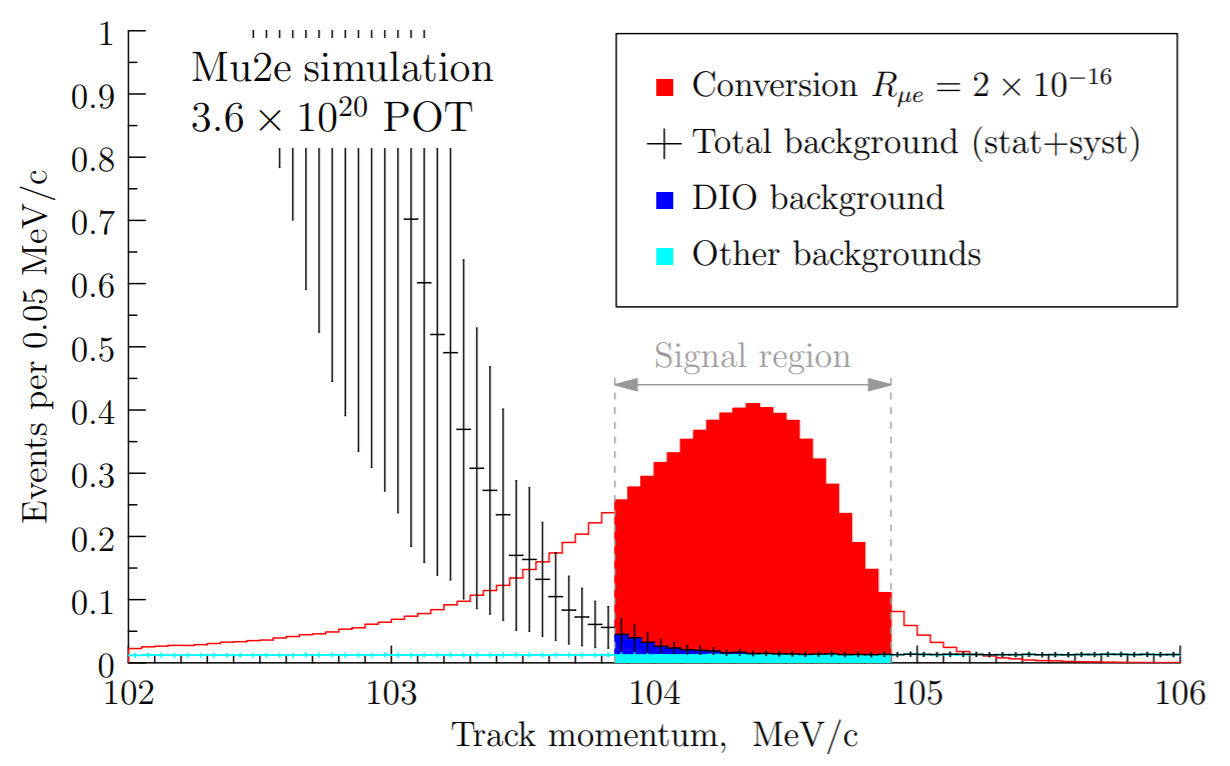 Mu2e simulation
3.6 × 10²⁰ POT
Conversion Rμe = 2 × 10⁻¹⁶
Total background (stat+syst)
DIO background
Other backgrounds
Signal region
Events per 0.05 MeV/c
1
0.9
0.8
0.7
0.6
0.5
0.4
0.3
0.2
0.1
0
102 103 104 105 106
Track momentum, MeV/c